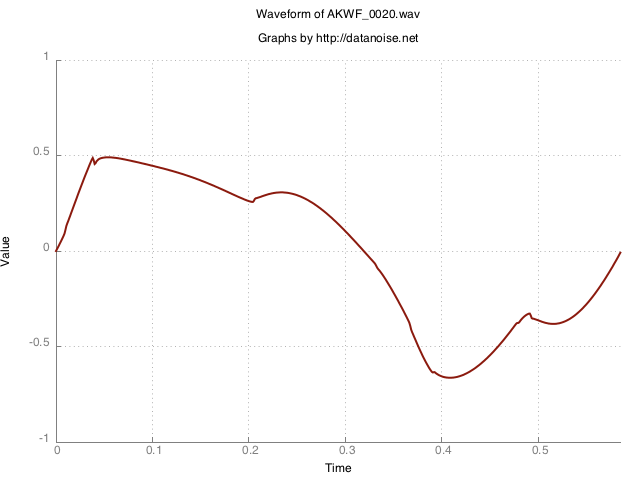 Waveform of AKWF_0020.wav
Graphs by http://datanoise.net
1
0.5
0
-0.5
-1
Value
0 0.1 0.2 0.3 0.4 0.5
Time